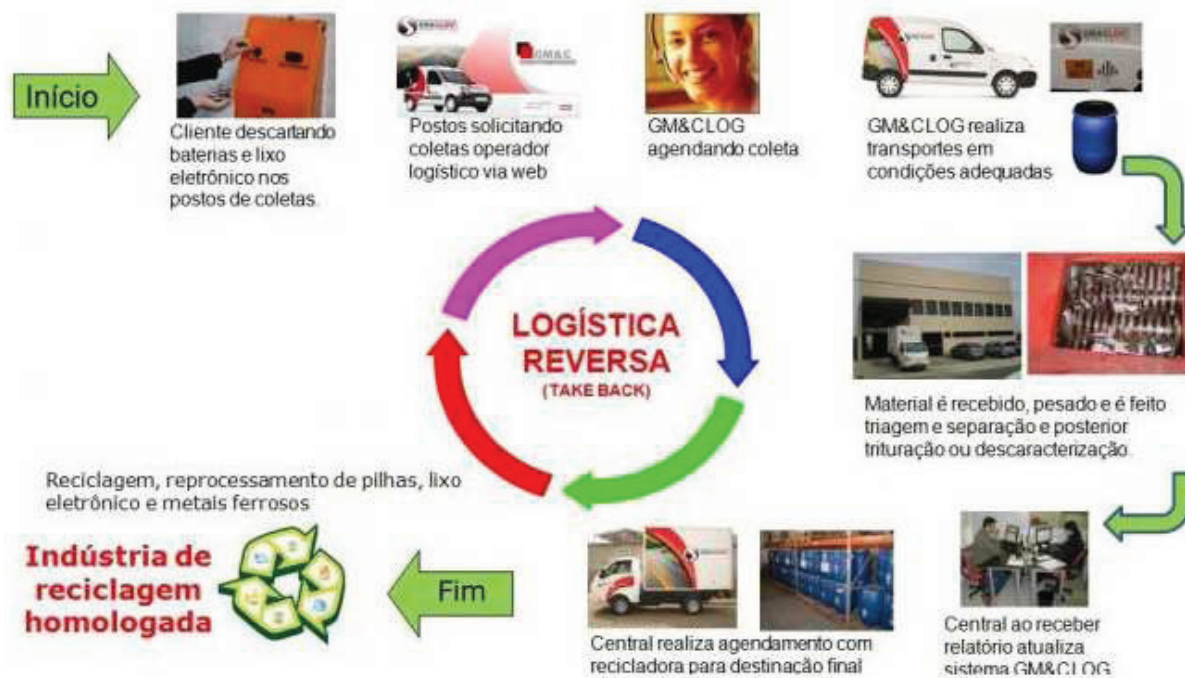 Início
Cliente descartando
baterias e lixo
eletrônico nos
postos de coletas.
GM&C
Postos solicitando
coletas operador
logístico via web
GM&CLOG
agendando coleta
GM&CLOG realiza
transportes em
condições adequadas
LOGÍSTICA
REVERSA
(TAKE BACK)
Material é recebido, pesado e é feito
triagem e separação e posterior
trituração ou descaracterização.
Central ao receber
relatório atualiza
sistema GM&CLOG
Central realiza agendamento com
recicladora para destinação final
Fim
Reciclagem, reprocessamento de pilhas, lixo
eletrônico e metais ferrosos
Indústria de
reciclagem
homologada